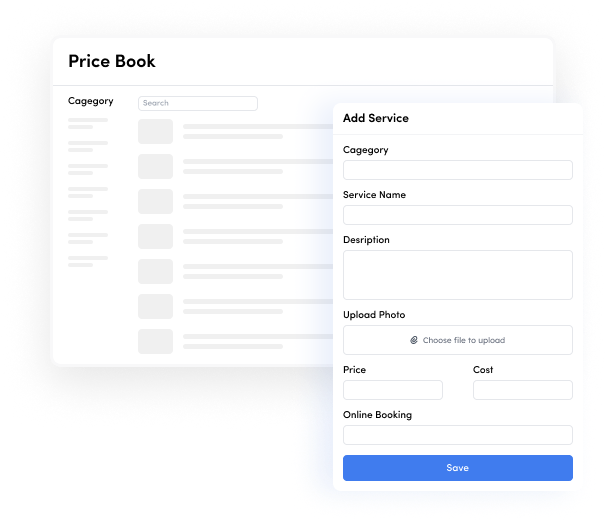 Price Book
Cagegory
Search
Add Service
Cagegory
Service Name
Desription
Upload Photo
Choose file to upload
Price Cost
Online Booking
Save